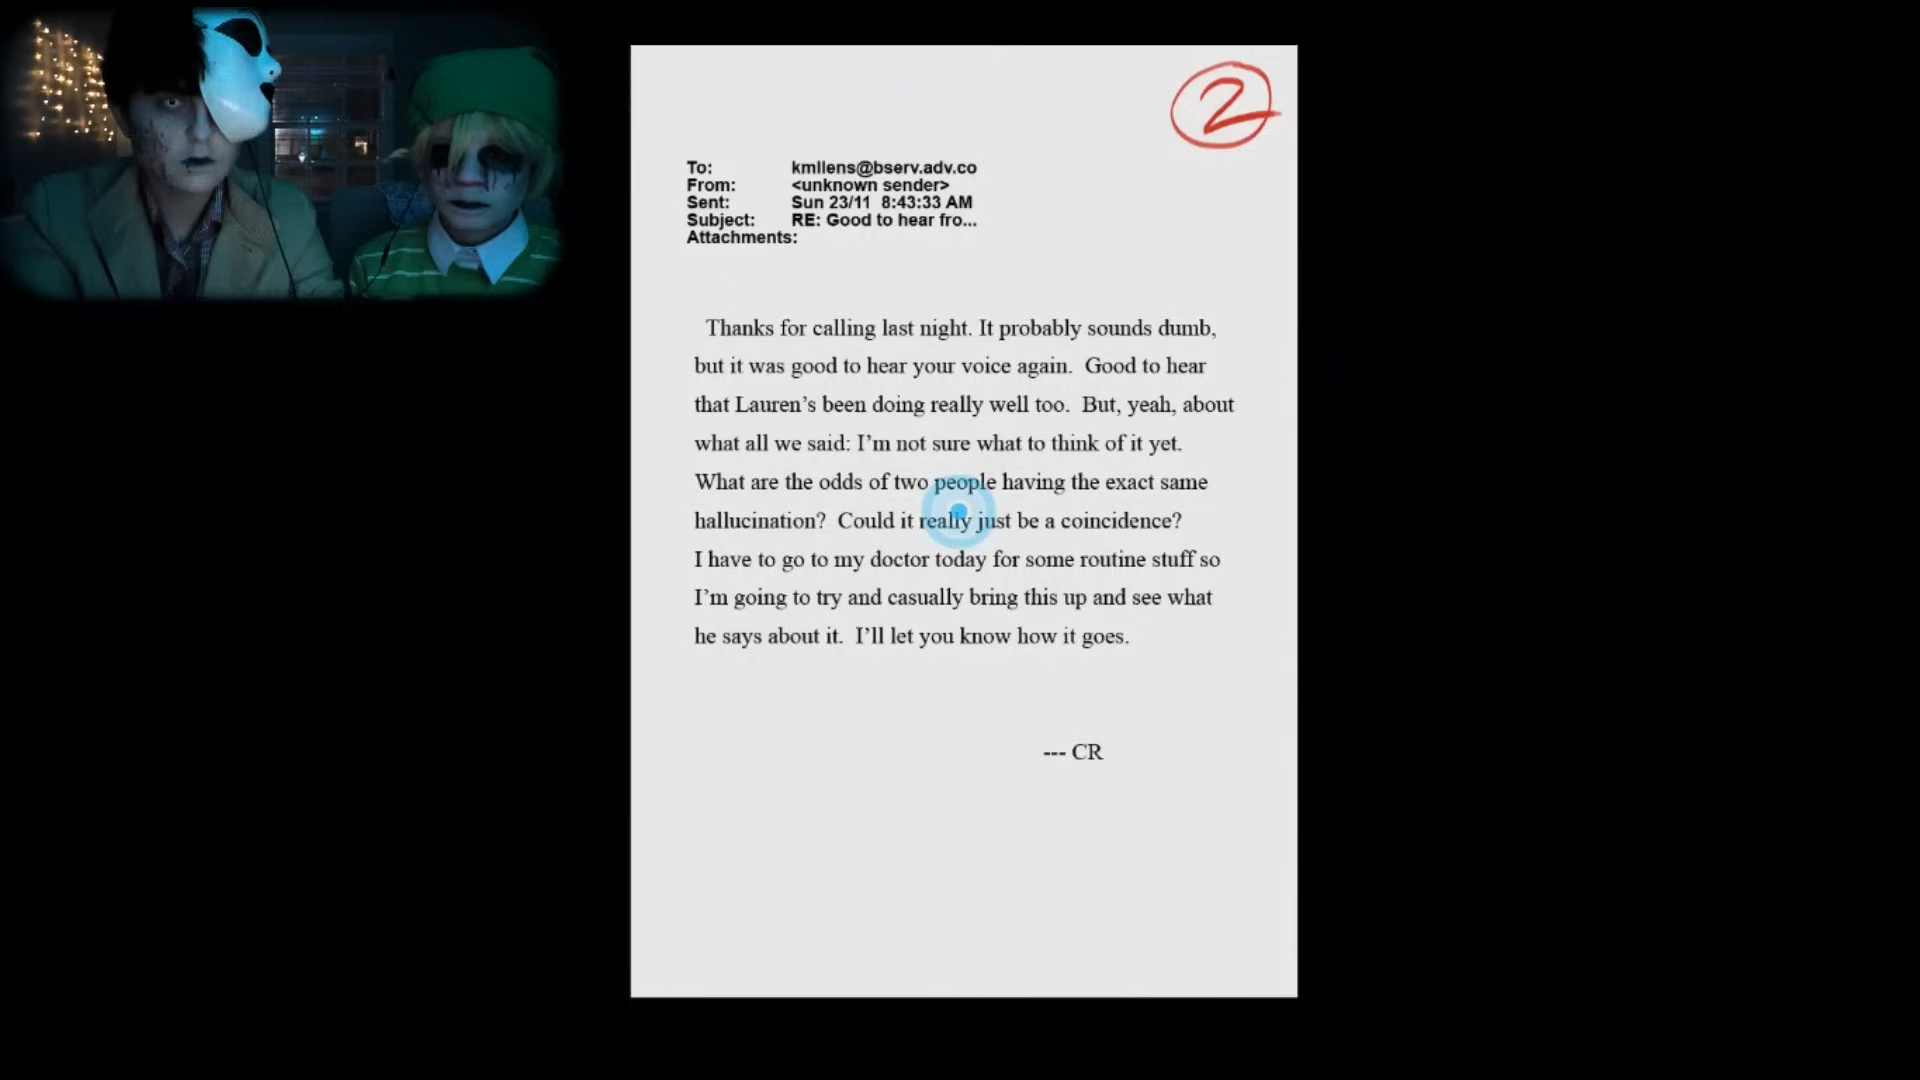 2
To: kmllens@bserv.adv.co
From: <unknown sender>
Sent: Sun 23/11 8:43:33 AM
Subject: RE: Good to hear fro...
Attachments:
Thanks for calling last night. It probably sounds dumb,
but it was good to hear your voice again.  Good to hear
that Lauren’s been doing really well too.  But, yeah, about
what all we said: I’m not sure what to think of it yet.
What are the odds of two people having the exact same
hallucination?  Could it really just be a coincidence?
I have to go to my doctor today for some routine stuff so
I’m going to try and casually bring this up and see what
he says about it.  I’ll let you know how it goes.
--- CR